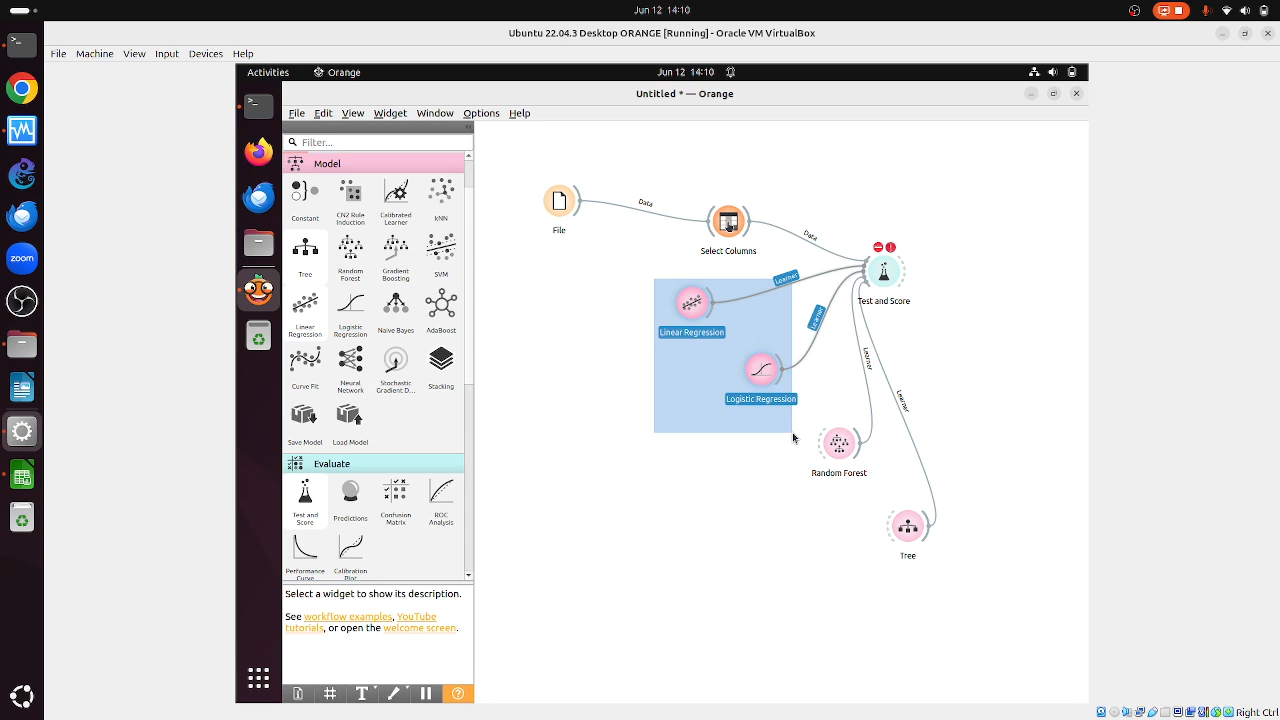 Jun 12 14:10
Ubuntu 22.04.3 Desktop ORANGE [Running] - Oracle VM VirtualBox
File Machine View Input Devices Help
Activities Orange Jun 12 14:10
Untitled * — Orange
File Edit View Widget Window Options Help
Filter...
Model
Constant
CN2 Rule
Induction
Calibrated
Learner
kNN
Tree
Random
Forest
Gradient
Boosting
SVM
Linear
Regression
Logistic
Regression
Naive Bayes
AdaBoost
Curve Fit
Neural
Network
Stochastic
Gradient D...
Stacking
Save Model
Load Model
Evaluate
Test and
Score
Predictions
Confusion
Matrix
ROC
Analysis
Performance
Curve
Calibration
Plot
Select a widget to show its description.
See workflow examples, YouTube
tutorials, or open the welcome screen.
File
Data
Select Columns
Data
Test and Score
Learner
Linear Regression
Learner
Logistic Regression
Learner
Random Forest
Learner
Tree
zoom
Right Ctrl